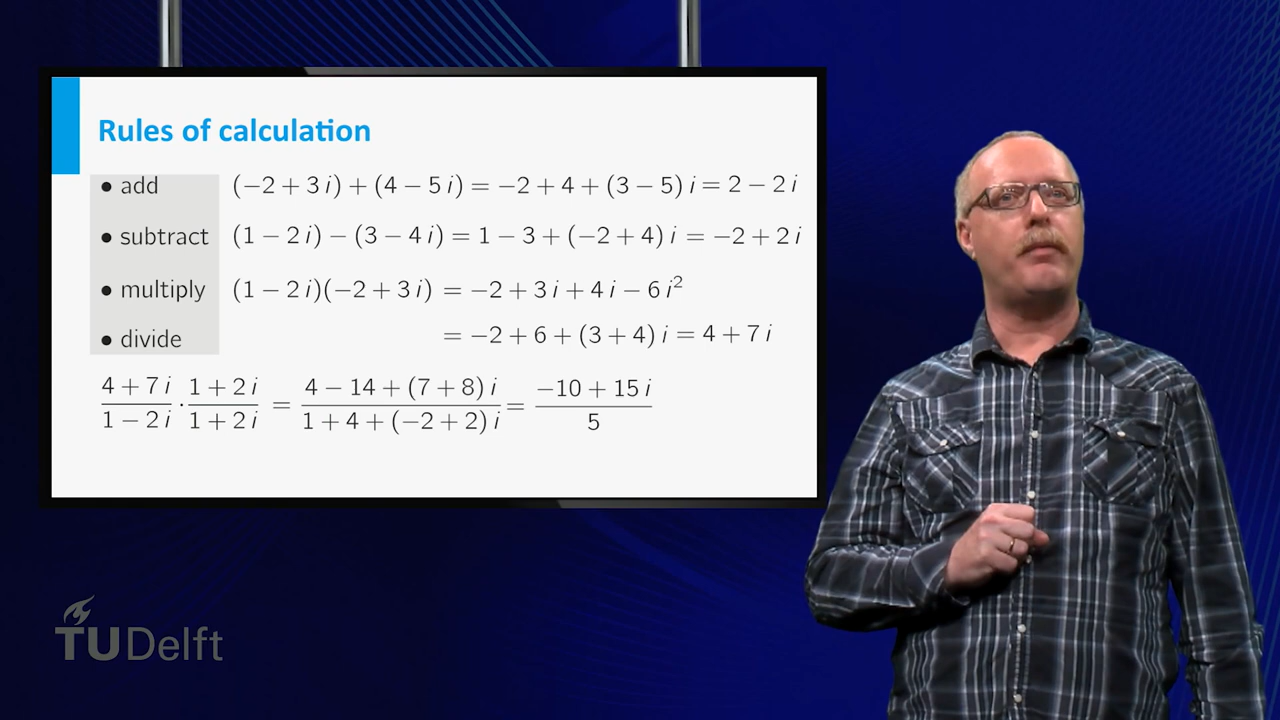 Rules of calculation
• add (−2 + 3 i) + (4 − 5 i) = −2 + 4 + (3 − 5) i = 2 − 2 i
• subtract (1 − 2 i) − (3 − 4 i) = 1 − 3 + (−2 + 4) i = −2 + 2 i
• multiply (1 − 2 i)(−2 + 3 i) = −2 + 3 i + 4 i − 6 i²
• divide = −2 + 6 + (3 + 4) i = 4 + 7 i
(4 + 7 i)/(1 − 2 i) · (1 + 2 i)/(1 + 2 i) = (4 − 14 + (7 + 8) i)/(1 + 4 + (−2 + 2) i) = (−10 + 15 i)/5
TUDelft